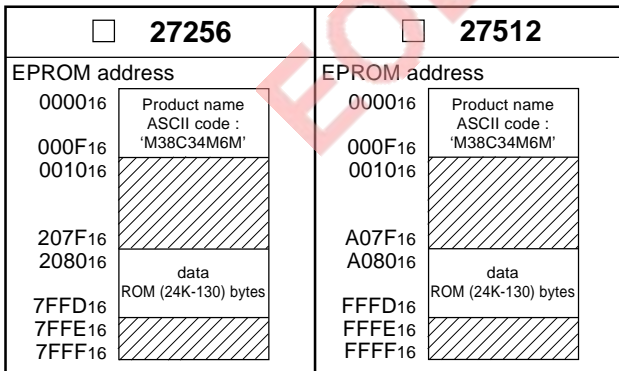 27256
EPROM address
0000₁₆
Product name
ASCII code :
'M38C34M6M'
000F₁₆
0010₁₆
207F₁₆
2080₁₆
data
ROM (24K-130) bytes
7FFD₁₆
7FFE₁₆
7FFF₁₆
27512
EPROM address
0000₁₆
Product name
ASCII code :
'M38C34M6M'
000F₁₆
0010₁₆
A07F₁₆
A080₁₆
data
ROM (24K-130) bytes
FFFD₁₆
FFFE₁₆
FFFF₁₆